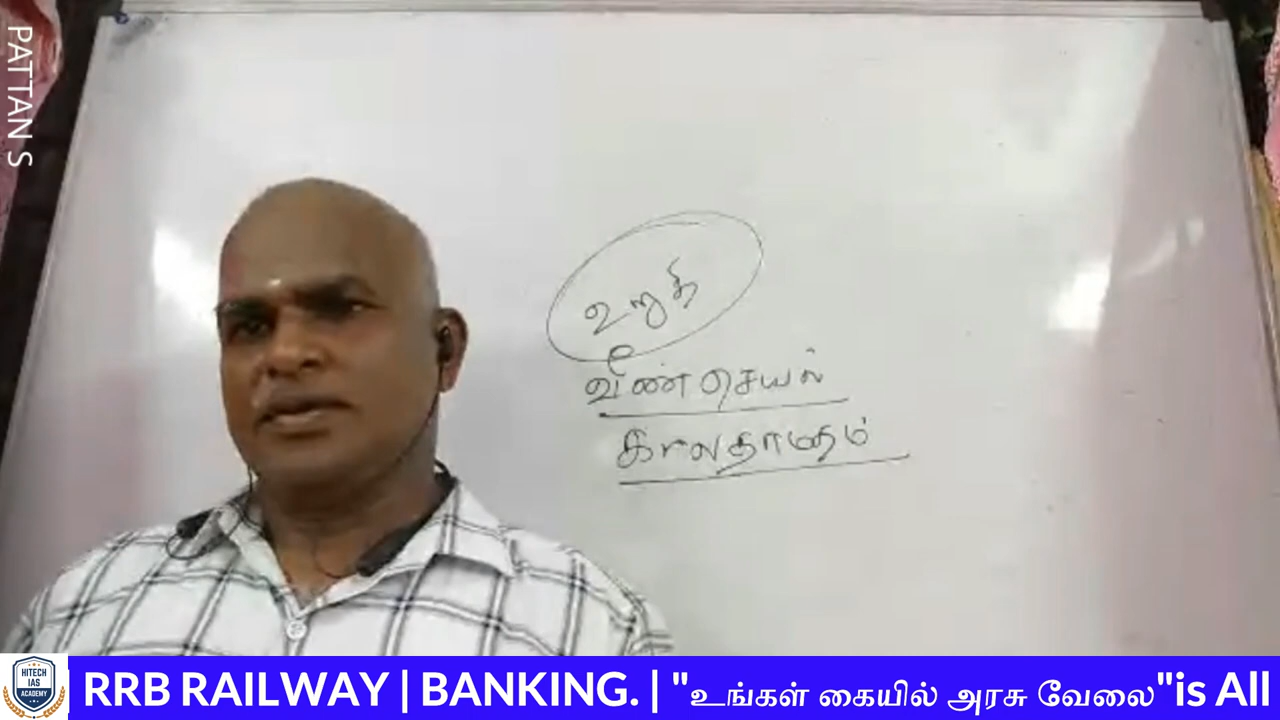 PATTAN S
உறுதி
வீண்செயல்
காலதாமதம்
HITECH
IAS
ACADEMY
RRB RAILWAY | BANKING. | "உங்கள் கையில் அரசு வேலை"is All